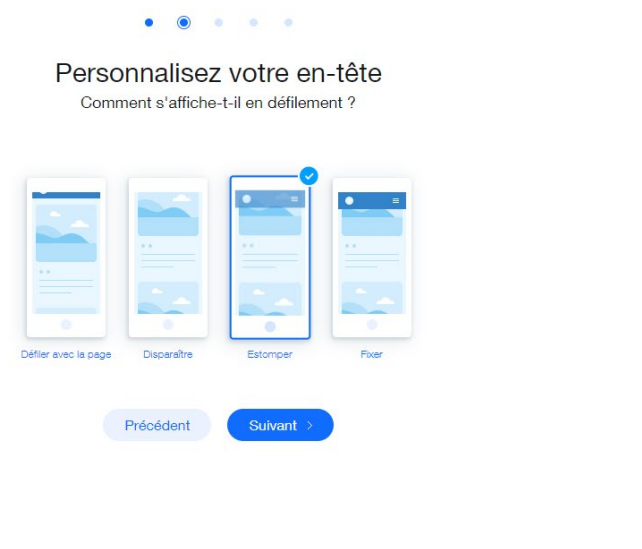 Personnalisez votre en-tête
Comment s'affiche-t-il en défilement ?
Défiler avec la page
Disparaître
Estomper
Fixer
Précédent
Suivant >